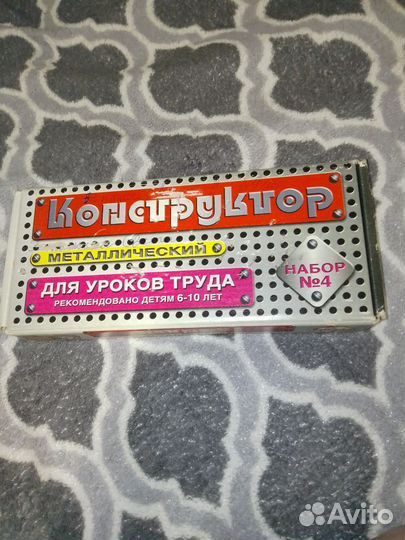 Конструктор
МЕТАЛЛИЧЕСКИЙ
ДЛЯ УРОКОВ ТРУДА
РЕКОМЕНДОВАНО ДЕТЯМ 6-10 ЛЕТ
НАБОР
№4
Avito